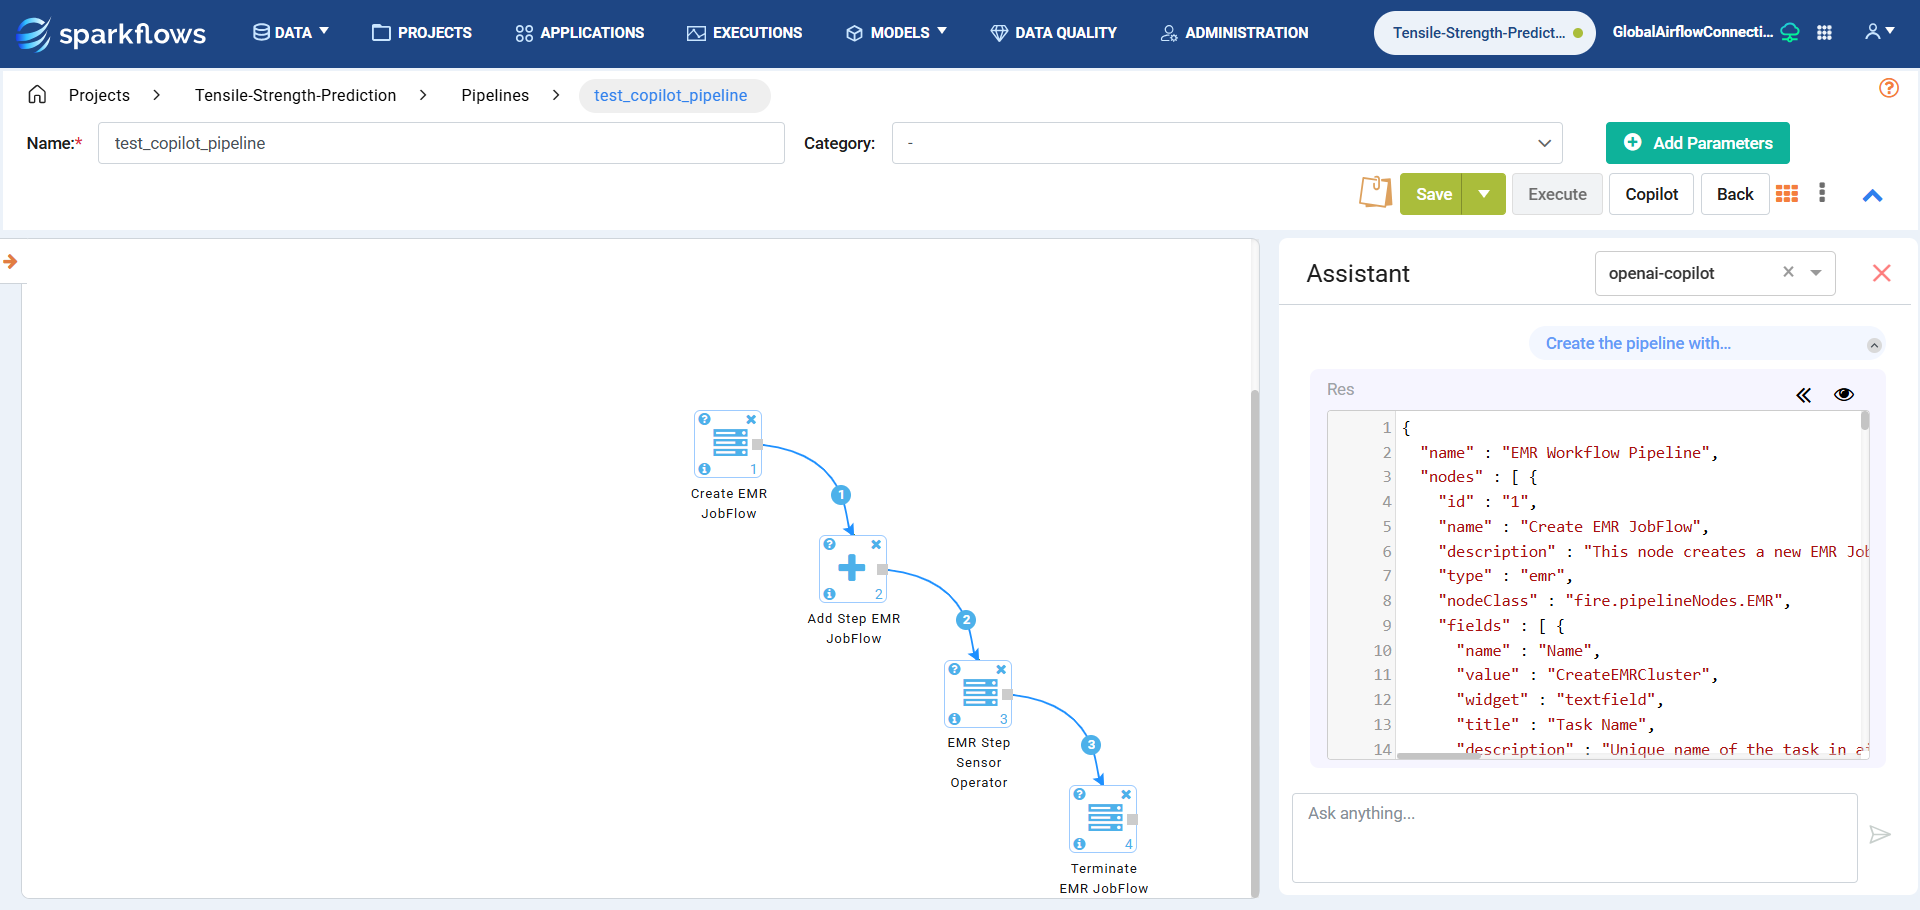 sparkflows
DATA
PROJECTS
APPLICATIONS
EXECUTIONS
MODELS
DATA QUALITY
ADMINISTRATION
Tensile-Strength-Predict...
GlobalAirflowConnecti...
Projects
Tensile-Strength-Prediction
Pipelines
test_copilot_pipeline
Name:*
test_copilot_pipeline
Category:
-
Add Parameters
Save
Execute
Copilot
Back
1
Create EMR
JobFlow
1
2
Add Step EMR
JobFlow
2
3
EMR Step
Sensor
Operator
3
4
Terminate
EMR JobFlow
Assistant
openai-copilot
Create the pipeline with...
Res
1 {
2 "name" : "EMR Workflow Pipeline",
3 "nodes" : [ {
4 "id" : "1",
5 "name" : "Create EMR JobFlow",
6 "description" : "This node creates a new EMR Job
7 "type" : "emr",
8 "nodeClass" : "fire.pipelineNodes.EMR",
9 "fields" : [ {
10 "name" : "Name",
11 "value" : "CreateEMRCluster",
12 "widget" : "textfield",
13 "title" : "Task Name",
14 "description" : "Unique name of the task in ai
Ask anything...